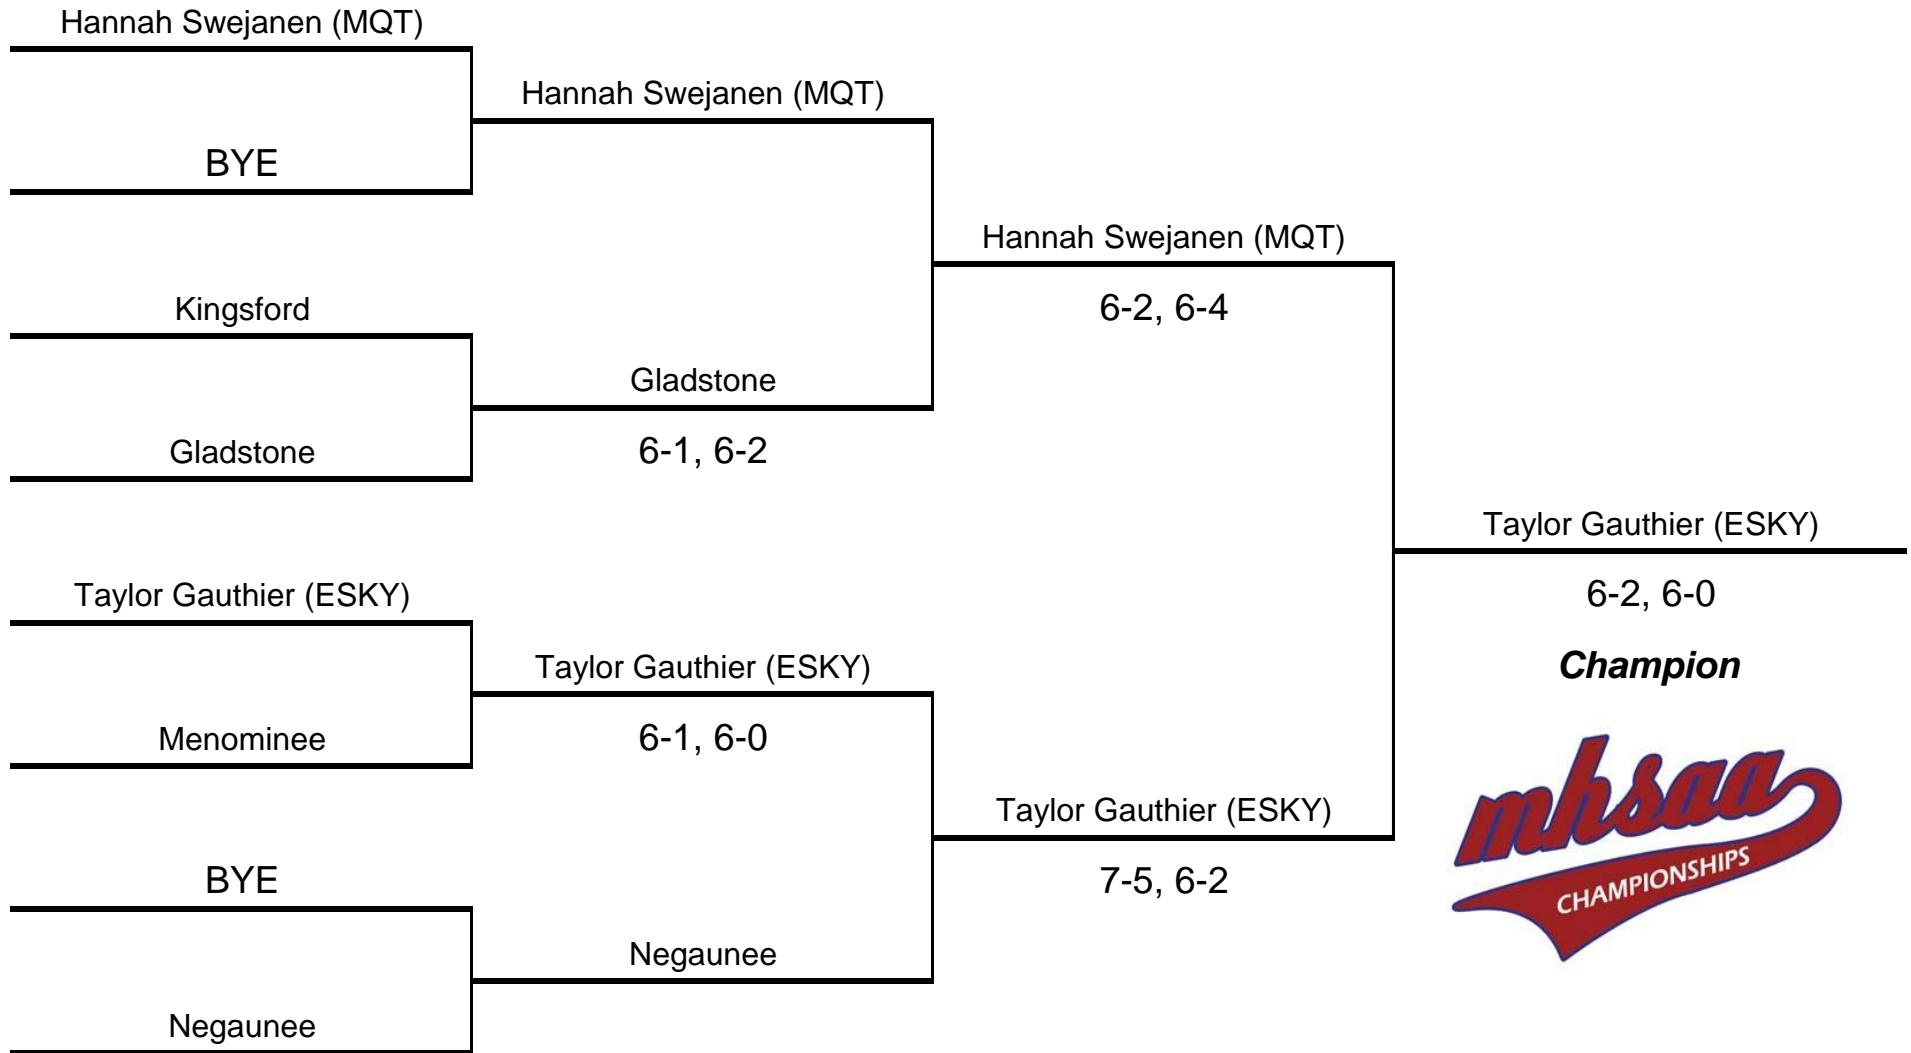 Hannah Swejanen (MQT)
Hannah Swejanen (MQT)
BYE
Hannah Swejanen (MQT)
Kingsford
6-2, 6-4
Gladstone
Gladstone
6-1, 6-2
Taylor Gauthier (ESKY)
Taylor Gauthier (ESKY)
6-2, 6-0
Taylor Gauthier (ESKY)
Champion
Menominee
6-1, 6-0
Taylor Gauthier (ESKY)
mhsaa
CHAMPIONSHIPS
BYE
7-5, 6-2
Negaunee
Negaunee